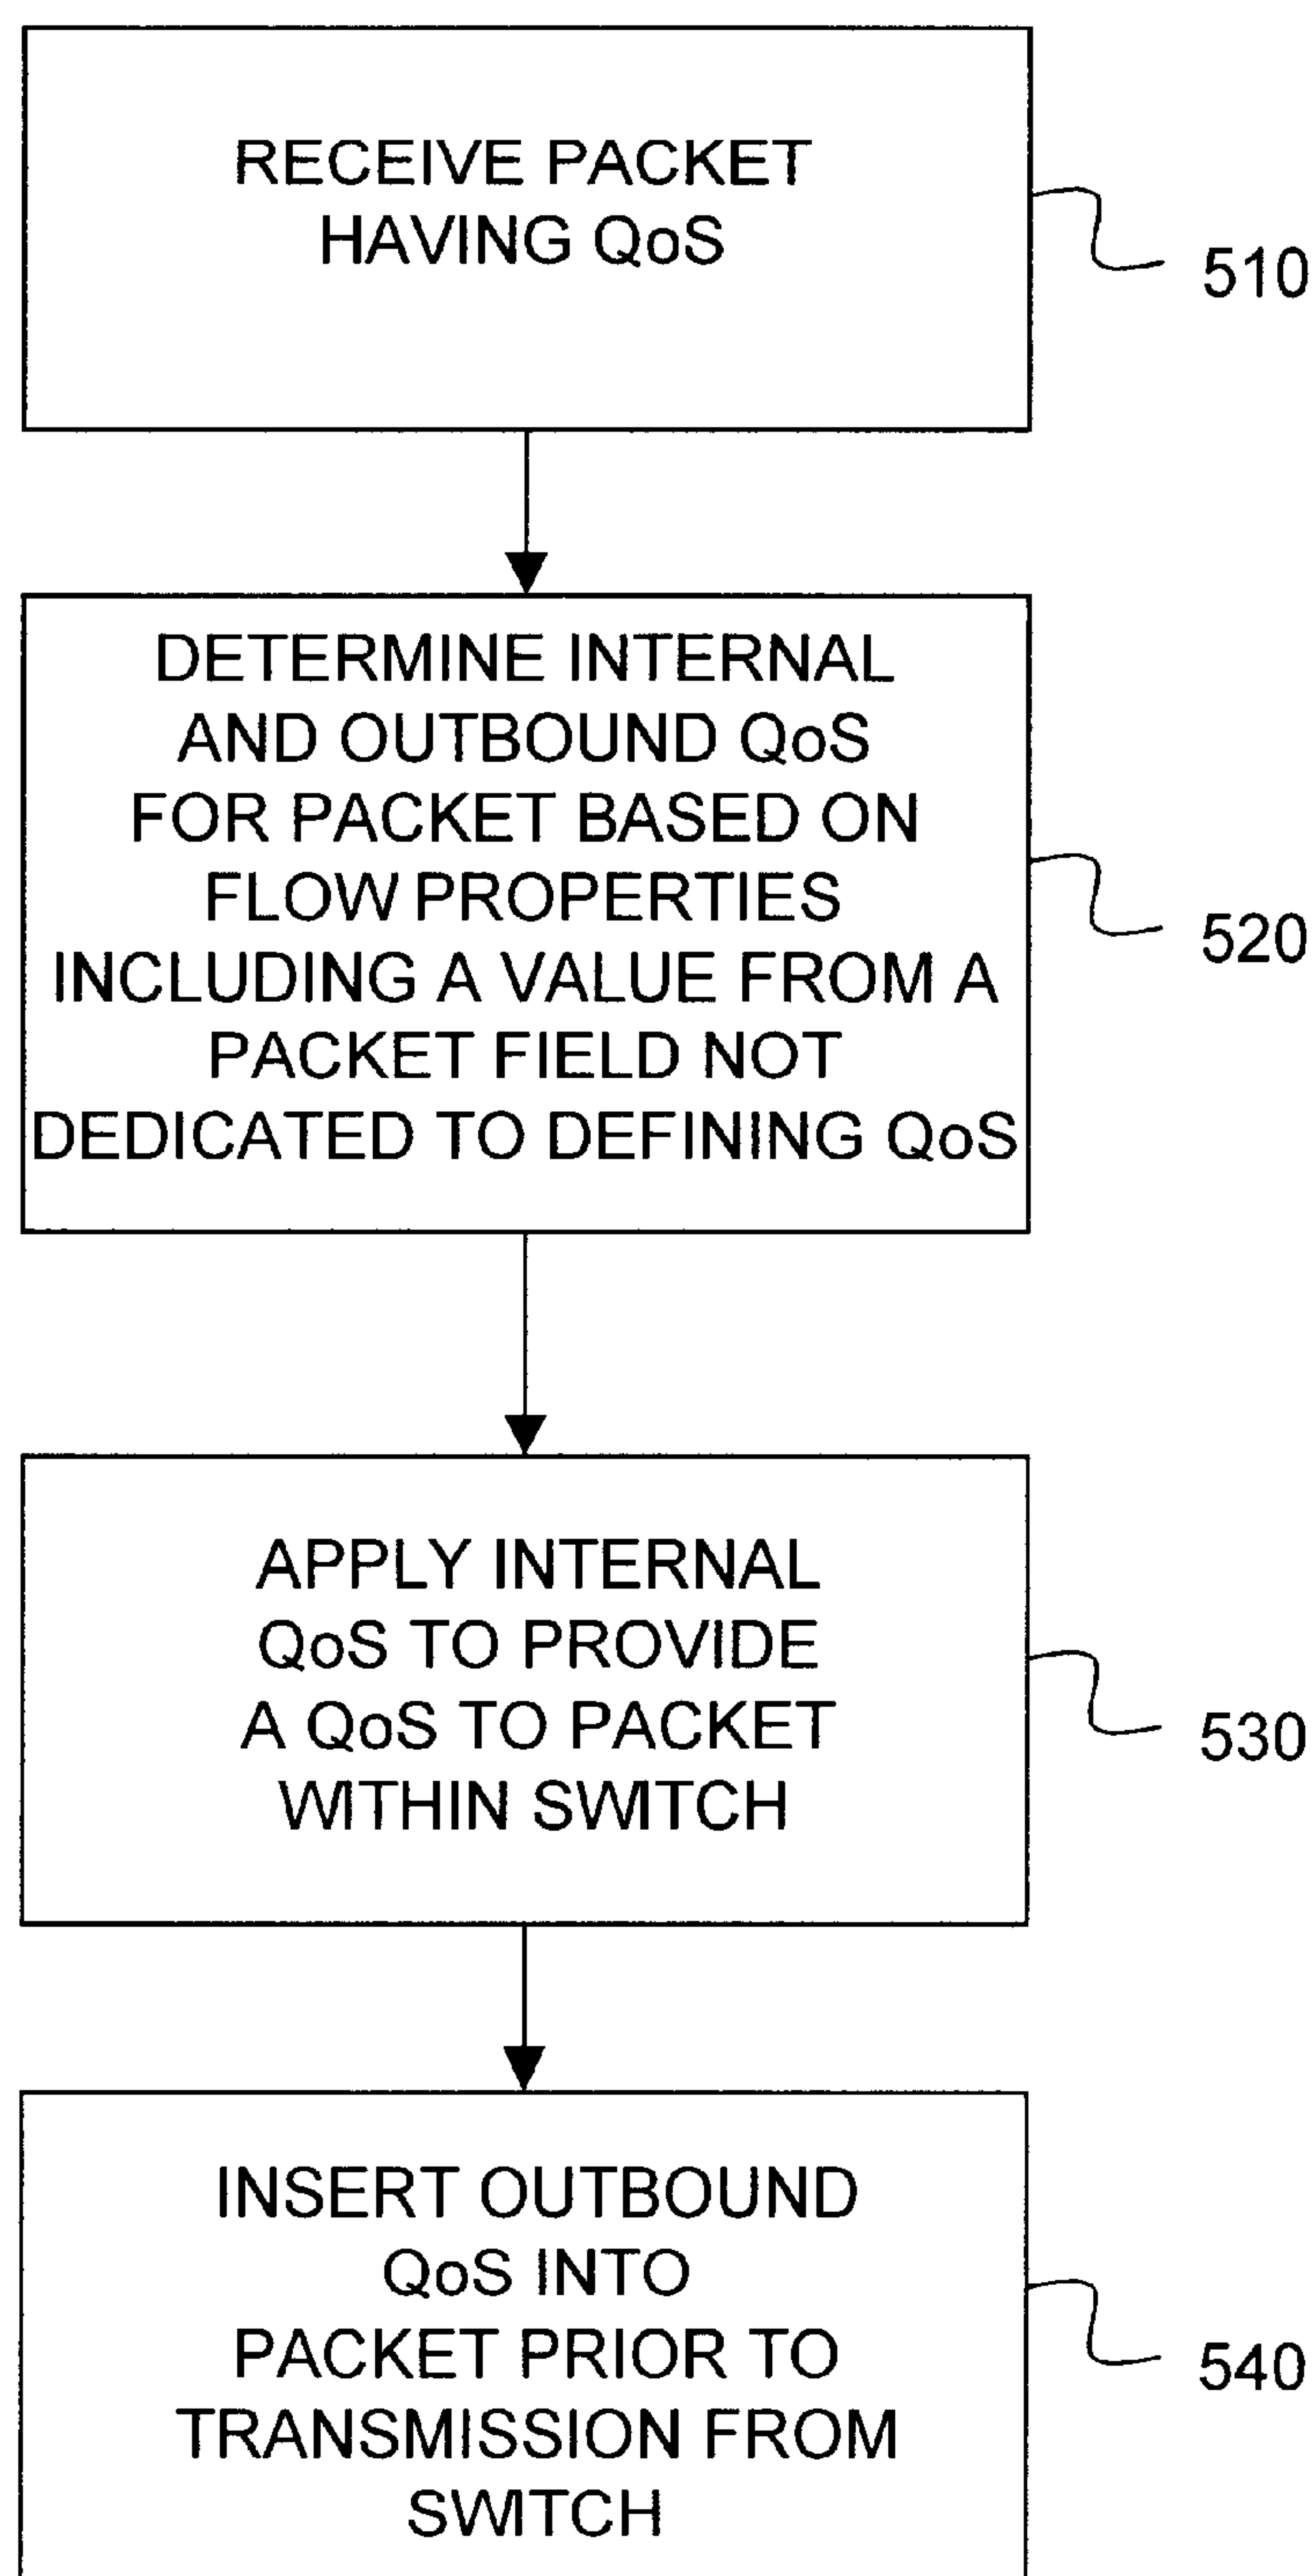 RECEIVE PACKET
HAVING QoS
510
DETERMINE INTERNAL
AND OUTBOUND QoS
FOR PACKET BASED ON
FLOW PROPERTIES
INCLUDING A VALUE FROM A
PACKET FIELD NOT
DEDICATED TO DEFINING QoS
520
APPLY INTERNAL
QoS TO PROVIDE
A QoS TO PACKET
WITHIN SWITCH
530
INSERT OUTBOUND
QoS INTO
PACKET PRIOR TO
TRANSMISSION FROM
SWITCH
540